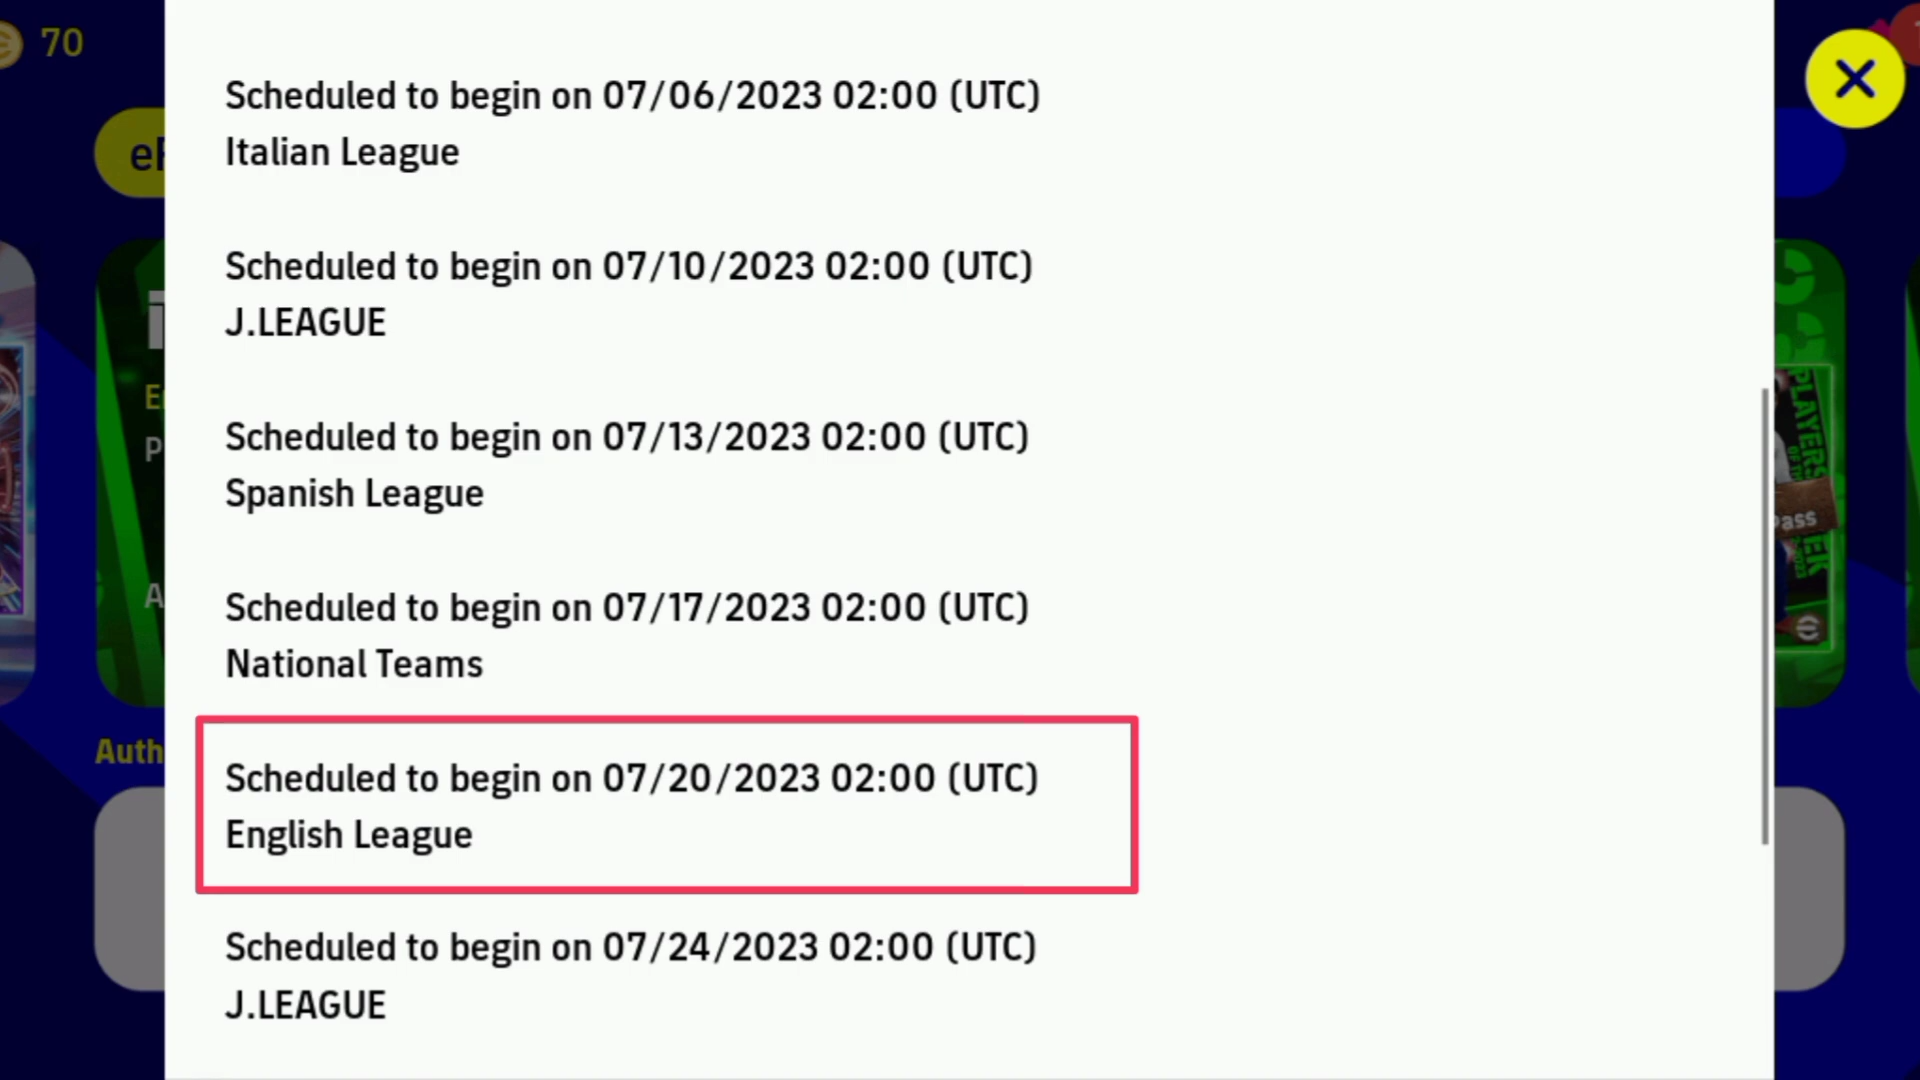 70
Scheduled to begin on 07/06/2023 02:00 (UTC)
Italian League
Scheduled to begin on 07/10/2023 02:00 (UTC)
J.LEAGUE
Scheduled to begin on 07/13/2023 02:00 (UTC)
Spanish League
Scheduled to begin on 07/17/2023 02:00 (UTC)
National Teams
Scheduled to begin on 07/20/2023 02:00 (UTC)
English League
Scheduled to begin on 07/24/2023 02:00 (UTC)
J.LEAGUE
Auth
PLAYERS